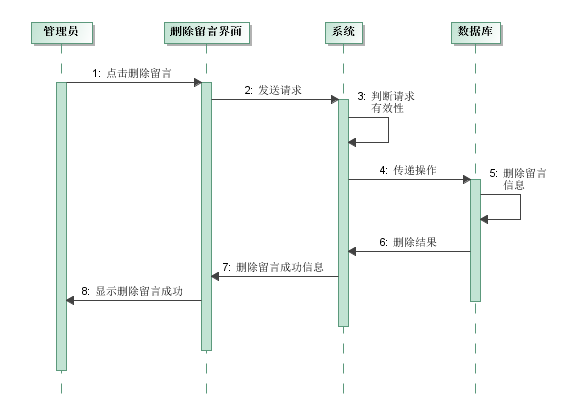 管理员
删除留言界面
系统
数据库
1: 点击删除留言
2: 发送请求
3: 判断请求
有效性
4: 传递操作
5: 删除留言
信息
6: 删除结果
7: 删除留言成功信息
8: 显示删除留言成功